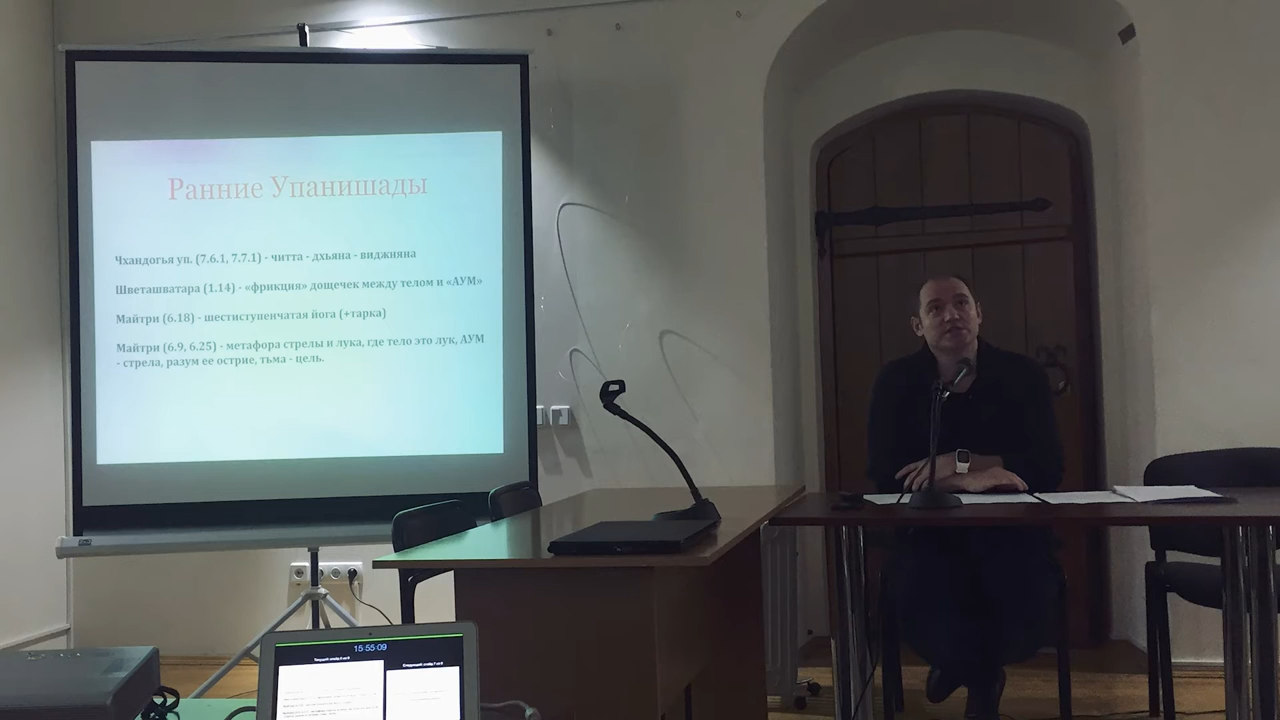 Ранние Упанишады
Чхандогья уп. (7.6.1, 7.7.1) - читта - дхьяна - виджняна
Шветашватара (1.14) - «фрикция» дощечек между телом и «АУМ»
Майтри (6.18) - шестиступенчатая йога (+тарка)
Майтри (6.9, 6.25) - метафора стрелы и лука, где тело это лук, АУМ
- стрела, разум ее острие, тьма - цель.
15:55:09